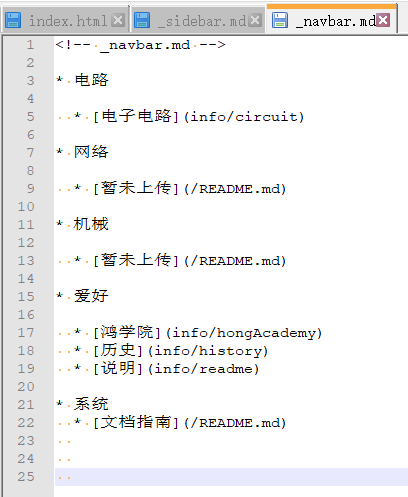 index.html _sidebar.md _navbar.md
1 <!-- _navbar.md -->
2
3 * 电路
4
5 * [电子电路](info/circuit)
6
7 * 网络
8
9 * [暂未上传](/README.md)
10
11 * 机械
12
13 * [暂未上传](/README.md)
14
15 * 爱好
16
17 * [鸿学院](info/hongAcademy)
18 * [历史](info/history)
19 * [说明](info/readme)
20
21 * 系统
22 * [文档指南](/README.md)
23
24
25